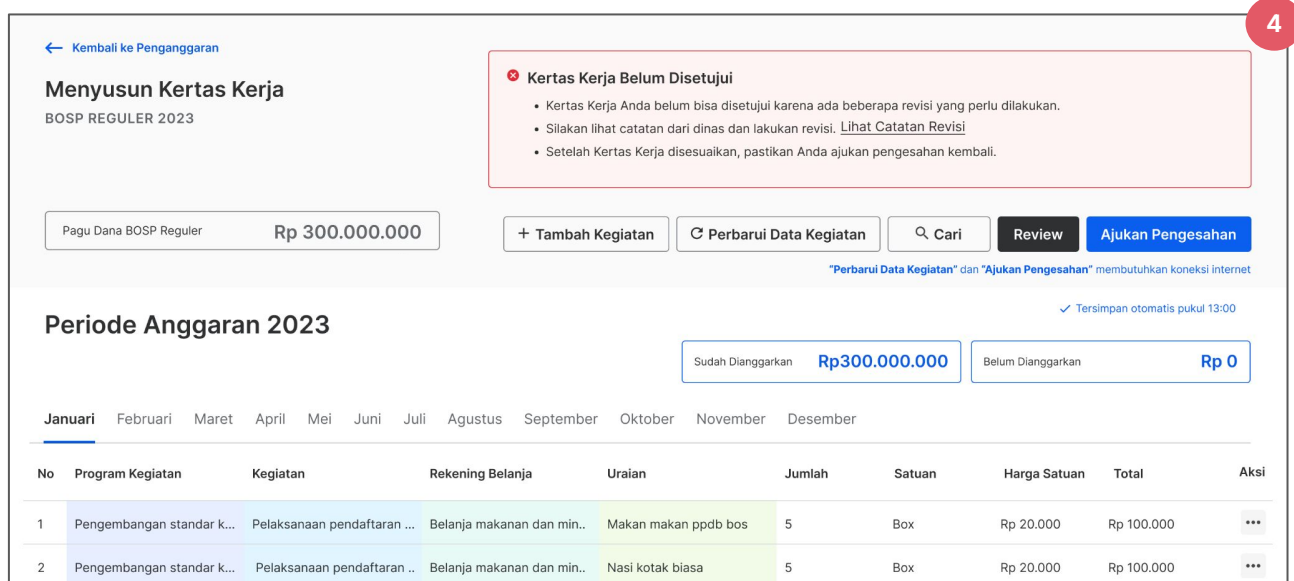 4
← Kembali ke Penganggaran
Menyusun Kertas Kerja
BOSP REGULER 2023
Kertas Kerja Belum Disetujui
• Kertas Kerja Anda belum bisa disetujui karena ada beberapa revisi yang perlu dilakukan.
• Silakan lihat catatan dari dinas dan lakukan revisi. Lihat Catatan Revisi
• Setelah Kertas Kerja disesuaikan, pastikan Anda ajukan pengesahan kembali.
Pagu Dana BOSP Reguler Rp 300.000.000
+ Tambah Kegiatan Perbarui Data Kegiatan Cari Review Ajukan Pengesahan
"Perbarui Data Kegiatan" dan "Ajukan Pengesahan" membutuhkan koneksi internet
✓ Tersimpan otomatis pukul 13:00
Periode Anggaran 2023
Sudah Dianggarkan Rp300.000.000 Belum Dianggarkan Rp 0
Januari Februari Maret April Mei Juni Juli Agustus September Oktober November Desember
No Program Kegiatan Kegiatan Rekening Belanja Uraian Jumlah Satuan Harga Satuan Total Aksi
1 Pengembangan standar k... Pelaksanaan pendaftaran ... Belanja makanan dan min.. Makan makan ppdb bos 5 Box Rp 20.000 Rp 100.000 •••
2 Pengembangan standar k... Pelaksanaan pendaftaran .. Belanja makanan dan min.. Nasi kotak biasa 5 Box Rp 20.000 Rp 100.000 •••